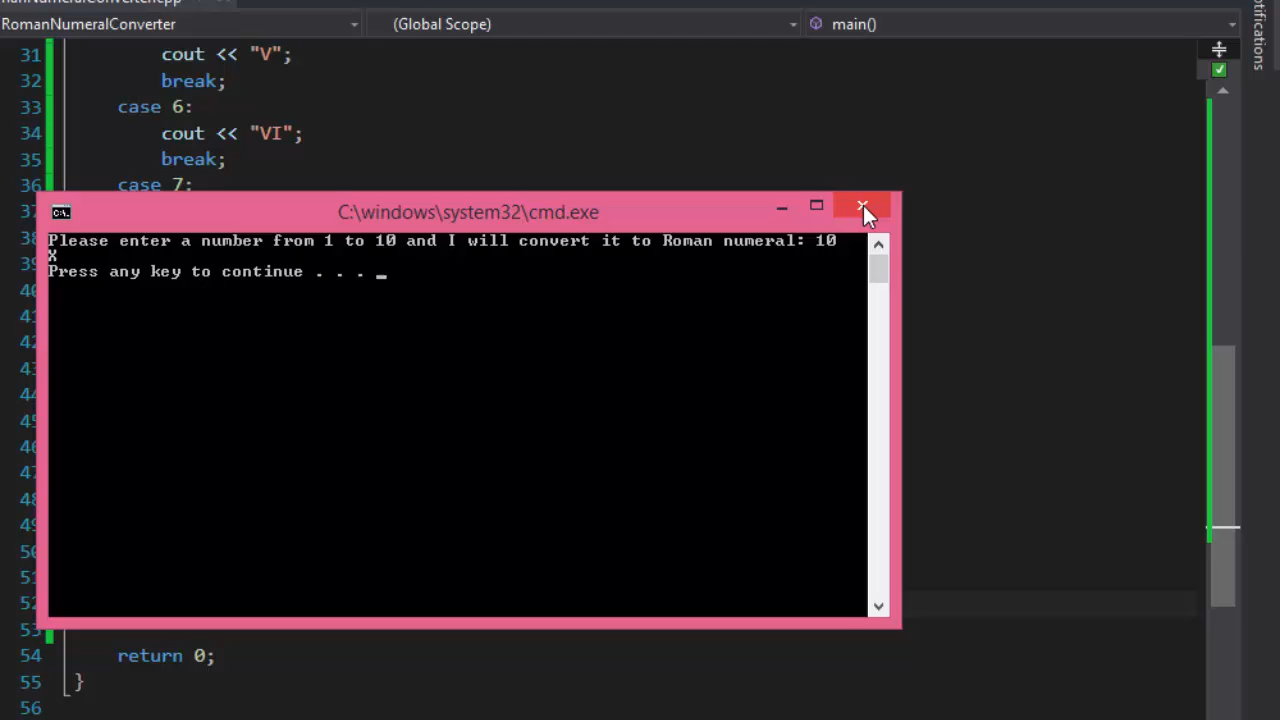 RomanNumeralConverter (Global Scope) main()
31 cout << "V";
32 break;
33 case 6:
34 cout << "VI";
35 break;
36 case 7:
C:\windows\system32\cmd.exe
Please enter a number from 1 to 10 and I will convert it to Roman numeral: 10
X
Press any key to continue . . . _
37
38
39
40
41
42
43
44
45
46
47
48
49
50
51
52
53
54 return 0;
55 }
56